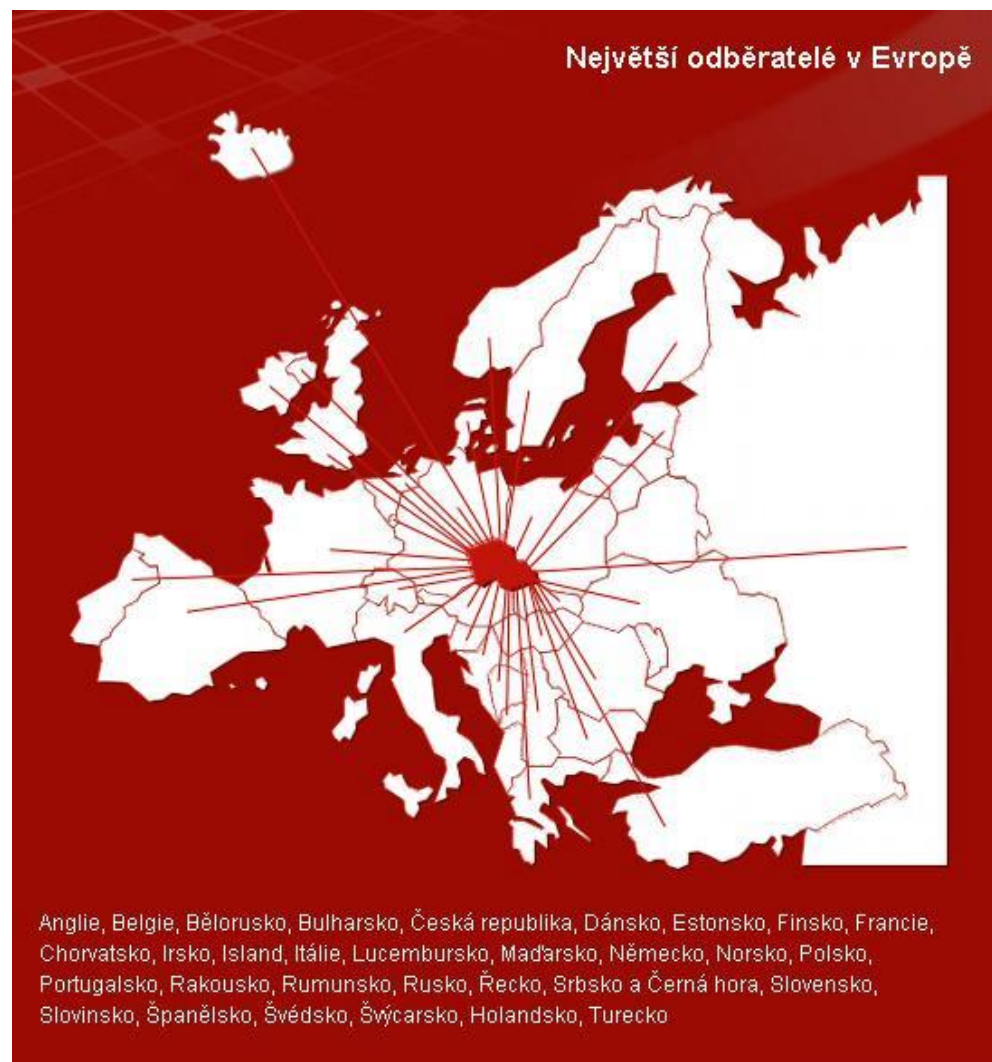 Největší odběratelé v Evropě
Anglie, Belgie, Bělorusko, Bulharsko, Česká republika, Dánsko, Estonsko, Finsko, Francie,
Chorvatsko, Irsko, Island, Itálie, Lucembursko, Maďarsko, Německo, Norsko, Polsko,
Portugalsko, Rakousko, Rumunsko, Rusko, Řecko, Srbsko a Černá hora, Slovensko,
Slovinsko, Španělsko, Švédsko, Švýcarsko, Holandsko, Turecko